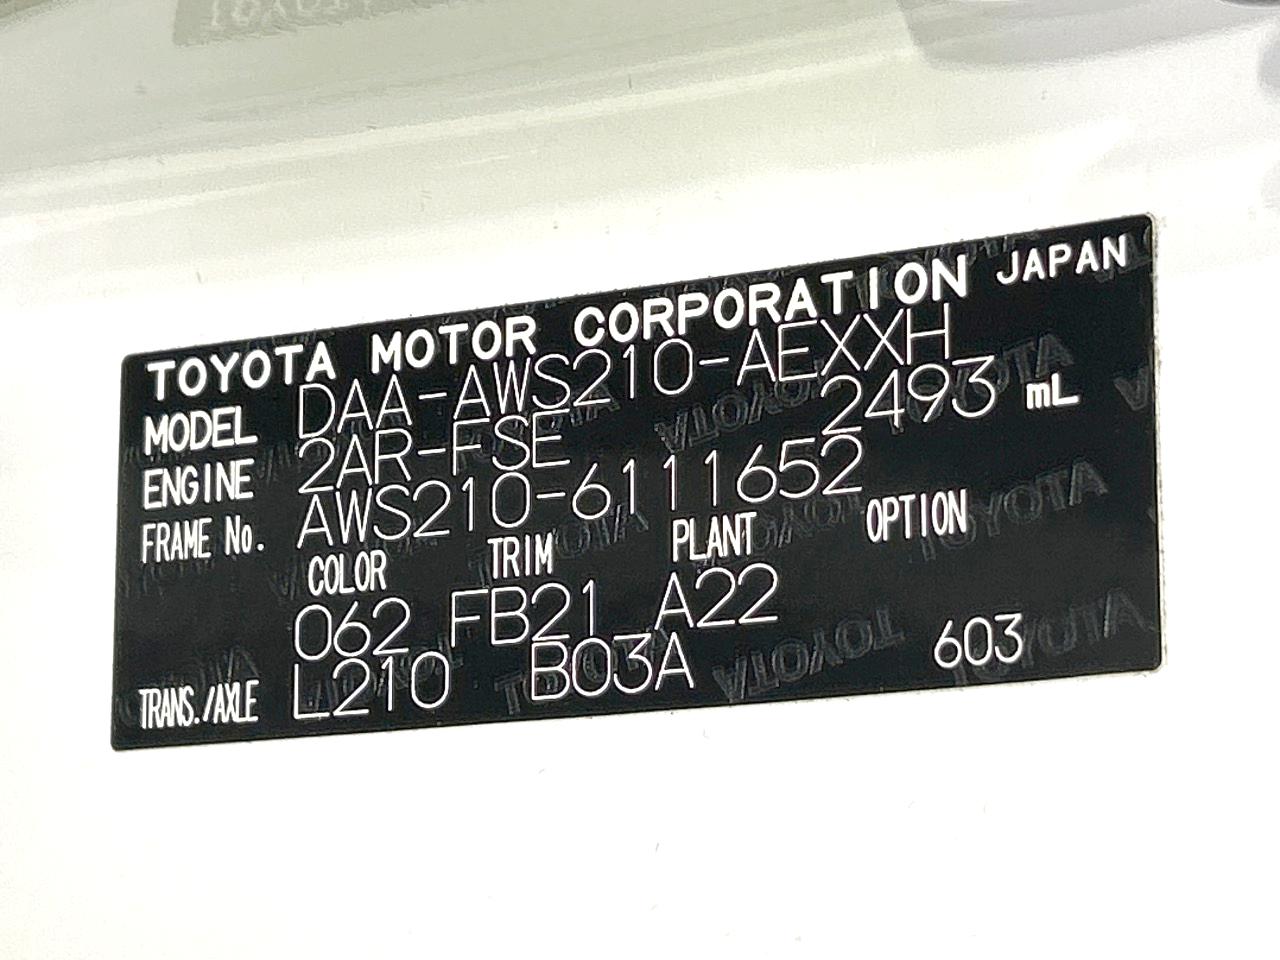 TOYOTA MOTOR CORPORATION JAPAN
MODEL DAA-AWS210-AEXXH
ENGINE 2AR-FSE 2493 mL
FRAME No. AWS210-6111652
COLOR TRIM PLANT OPTION
062 FB21 A22
TRANS./AXLE L210 B03A 603